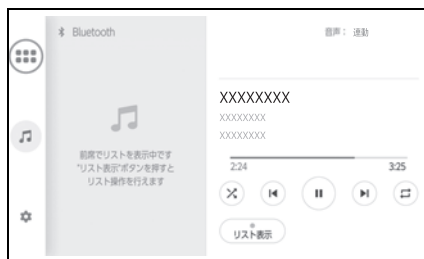 Bluetooth
音声： 連動
XXXXXXXX
XXXXXXXX
XXXXXXXX
前席でリストを表示中です
"リスト表示"ボタンを押すと
リスト操作を行えます
2:24
3:25
リスト表示